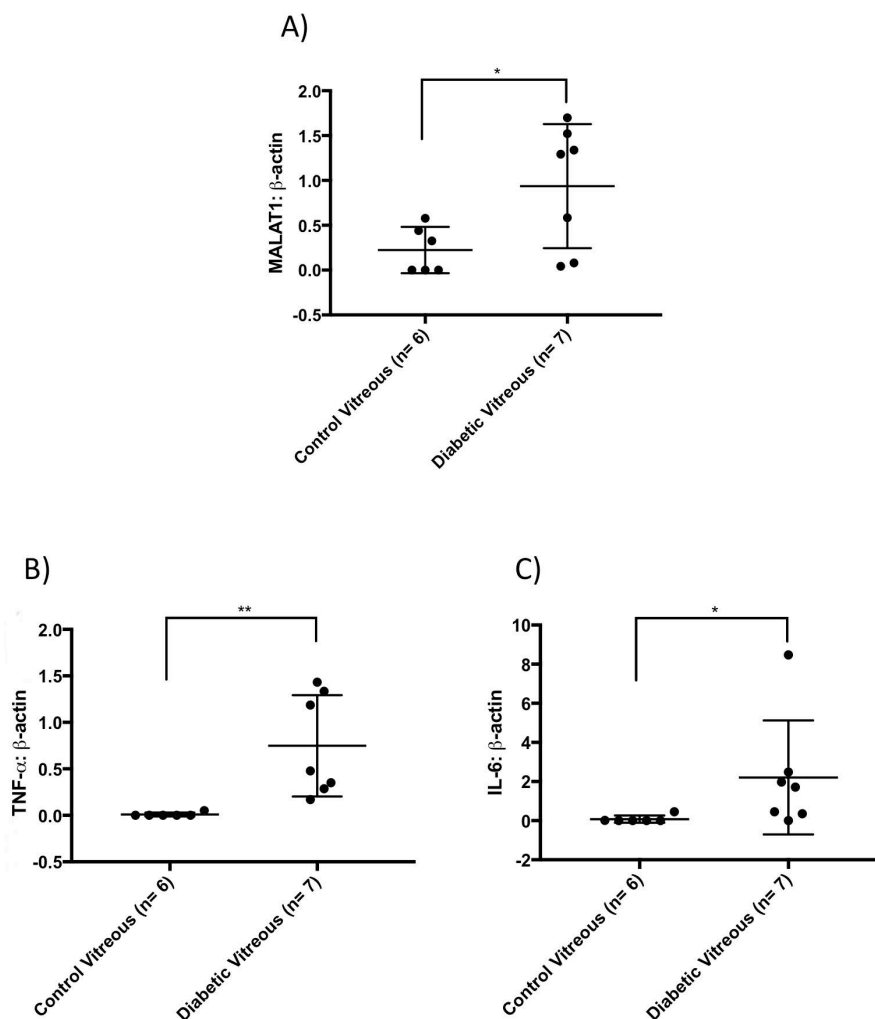 A)
*
MALAT1: β-actin
2.0
1.5
1.0
0.5
0.0
-0.5
Control Vitreous (n= 6)
Diabetic Vitreous (n= 7)
B)
**
TNF-α: β-actin
2.0
1.5
1.0
0.5
0.0
-0.5
Control Vitreous (n= 6)
Diabetic Vitreous (n= 7)
C)
*
IL-6: β-actin
10
8
6
4
2
0
-2
Control Vitreous (n= 6)
Diabetic Vitreous (n= 7)